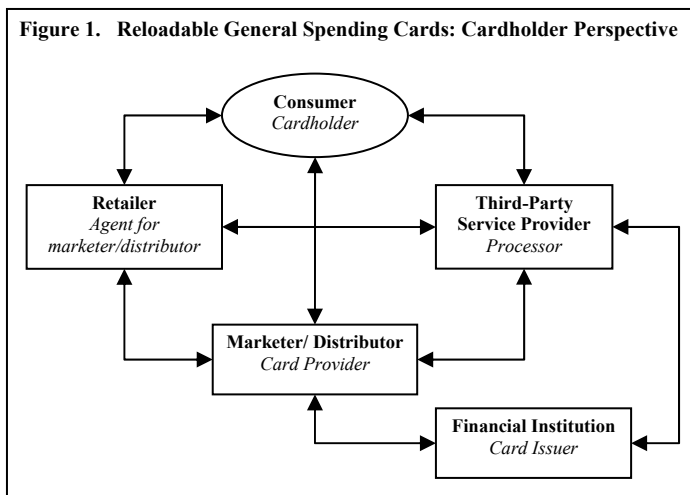 Figure 1. Reloadable General Spending Cards: Cardholder Perspective
Consumer
Cardholder
Retailer
Agent for
marketer/distributor
Third-Party
Service Provider
Processor
Marketer/ Distributor
Card Provider
Financial Institution
Card Issuer